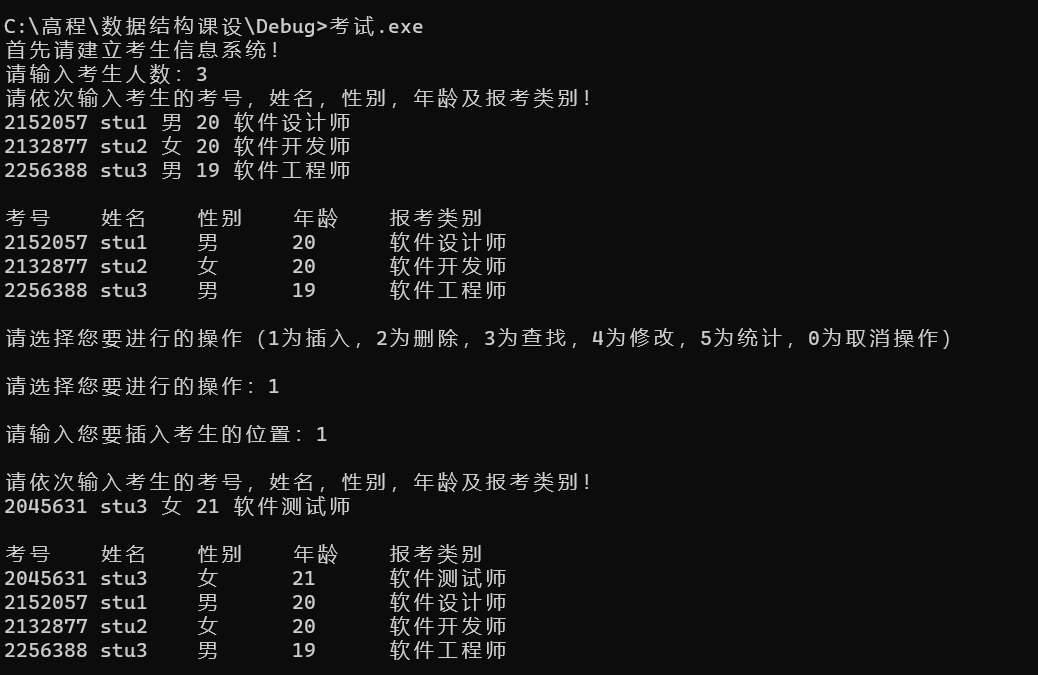 C:\高程\数据结构课设\Debug>考试.exe
首先请建立考生信息系统！
请输入考生人数：3
请依次输入考生的考号，姓名，性别，年龄及报考类别！
2152057 stu1 男 20 软件设计师
2132877 stu2 女 20 软件开发师
2256388 stu3 男 19 软件工程师
考号 姓名 性别 年龄 报考类别
2152057 stu1 男 20 软件设计师
2132877 stu2 女 20 软件开发师
2256388 stu3 男 19 软件工程师
请选择您要进行的操作（1为插入，2为删除，3为查找，4为修改，5为统计，0为取消操作）
请选择您要进行的操作：1
请输入您要插入考生的位置：1
请依次输入考生的考号，姓名，性别，年龄及报考类别！
2045631 stu3 女 21 软件测试师
考号 姓名 性别 年龄 报考类别
2045631 stu3 女 21 软件测试师
2152057 stu1 男 20 软件设计师
2132877 stu2 女 20 软件开发师
2256388 stu3 男 19 软件工程师